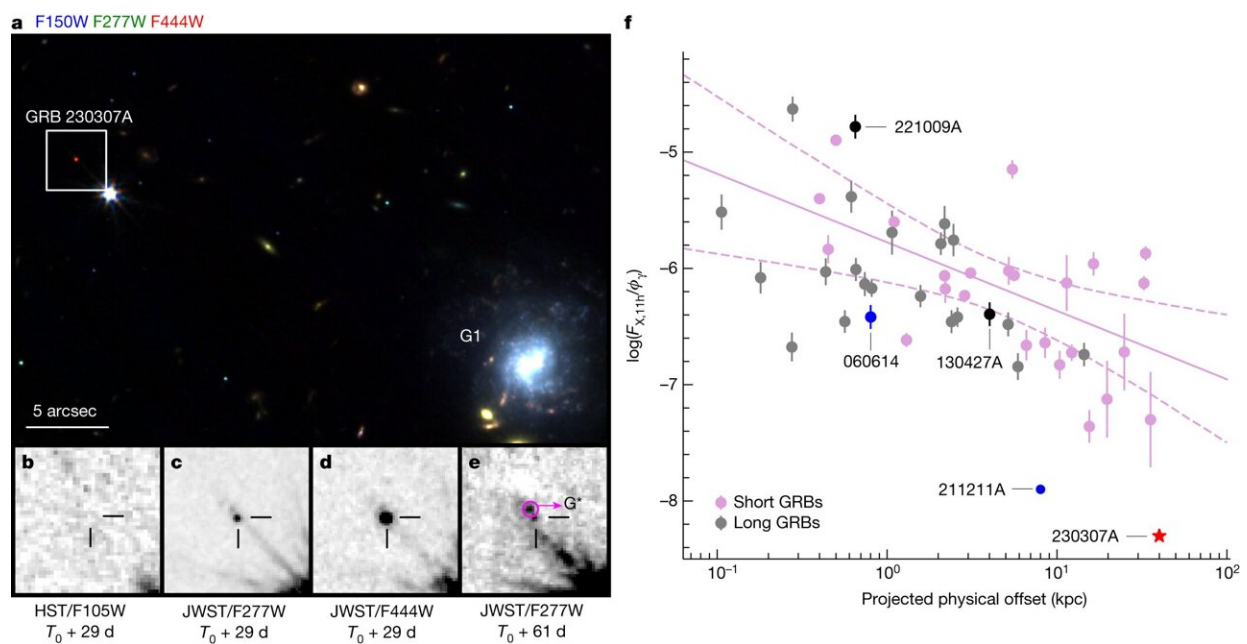 a F150W F277W F444W
GRB 230307A
G1
5 arcsec
b
c
d
e
G*
HST/F105W
T0 + 29 d
JWST/F277W
T0 + 29 d
JWST/F444W
T0 + 29 d
JWST/F277W
T0 + 61 d
f
log(FX,11h/ϕγ)
-5
-6
-7
-8
221009A
060614
130427A
211211A
230307A
Short GRBs
Long GRBs
10⁻¹
10⁰
10¹
10²
Projected physical offset (kpc)